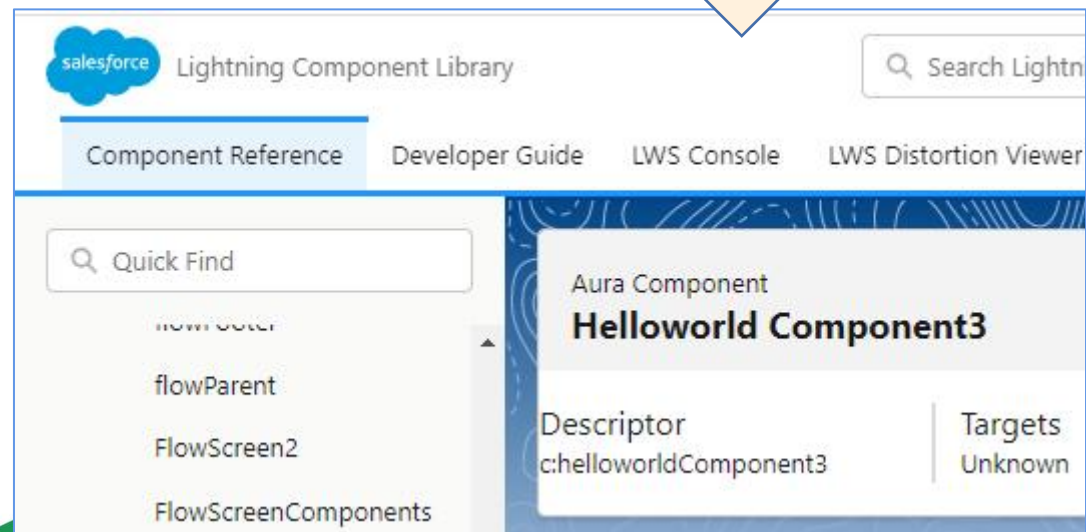 salesforce
Lightning Component Library
Search Lightn
Component Reference
Developer Guide
LWS Console
LWS Distortion Viewer
Quick Find
flowParent
FlowScreen2
FlowScreenComponents
Aura Component
Helloworld Component3
Descriptor
c:helloworldComponent3
Targets
Unknown